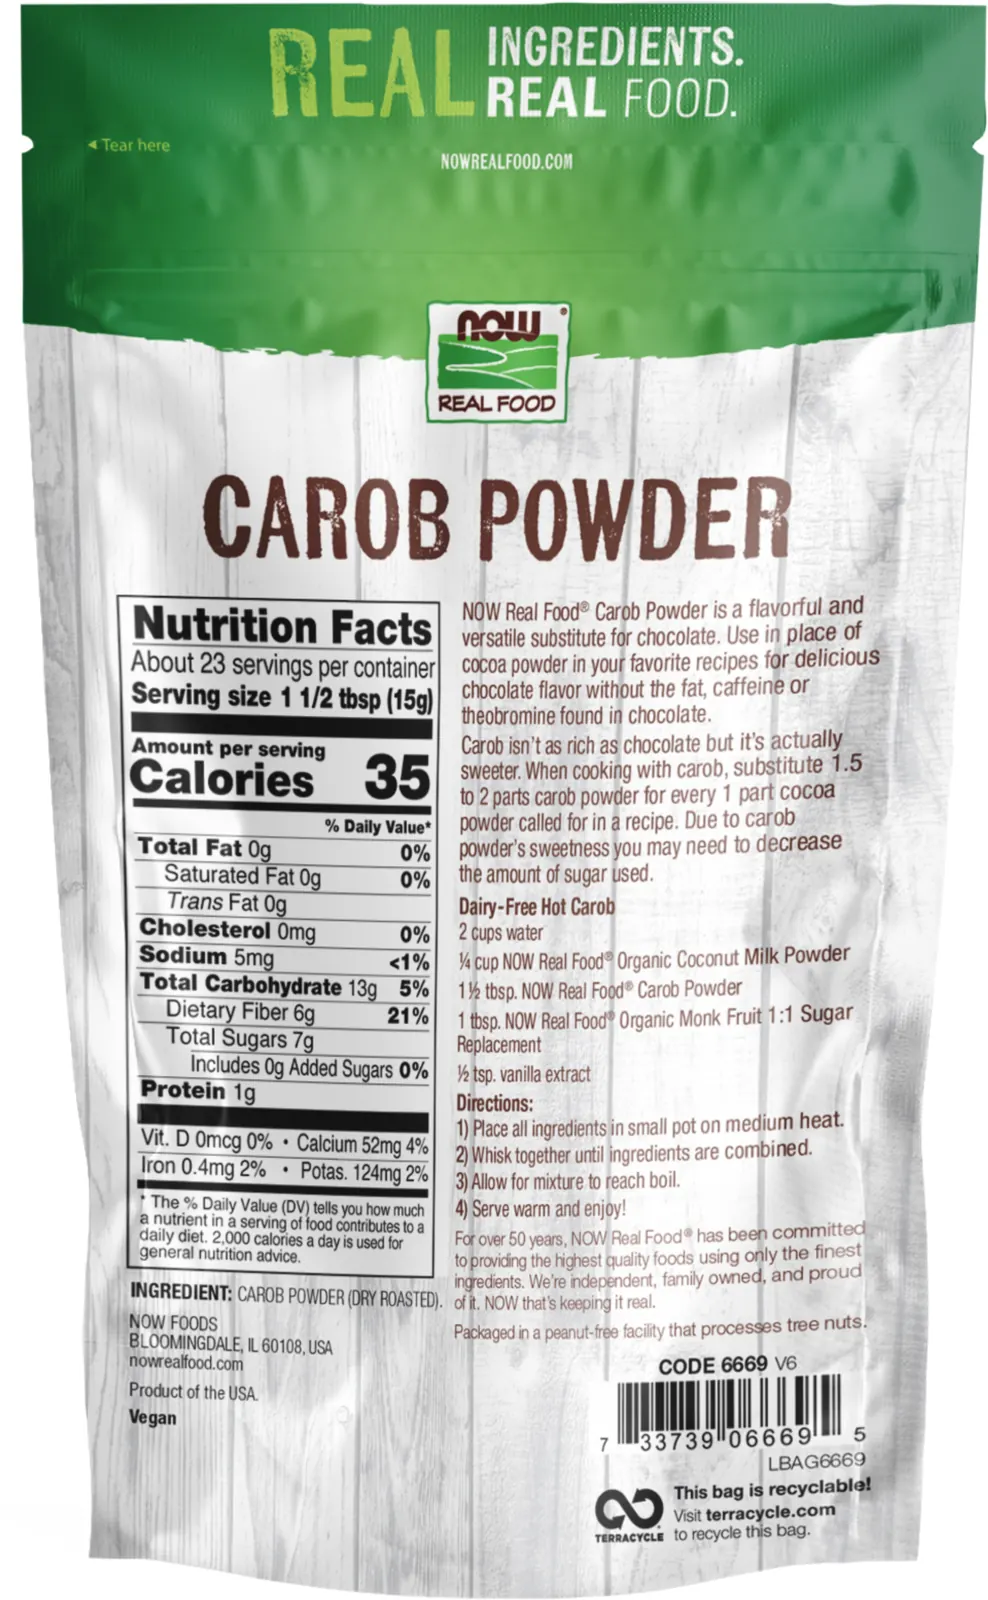 REAL INGREDIENTS.
REAL FOOD.
◄ Tear here
NOWREALFOOD.COM
NOW®
REAL FOOD
CAROB POWDER
Nutrition Facts
About 23 servings per container
Serving size 1 1/2 tbsp (15g)
Amount per serving
Calories 35
% Daily Value*
Total Fat 0g 0%
Saturated Fat 0g 0%
Trans Fat 0g
Cholesterol 0mg 0%
Sodium 5mg <1%
Total Carbohydrate 13g 5%
Dietary Fiber 6g 21%
Total Sugars 7g
Includes 0g Added Sugars 0%
Protein 1g
Vit. D 0mcg 0% • Calcium 52mg 4%
Iron 0.4mg 2% • Potas. 124mg 2%
* The % Daily Value (DV) tells you how much
a nutrient in a serving of food contributes to a
daily diet. 2,000 calories a day is used for
general nutrition advice.
INGREDIENT: CAROB POWDER (DRY ROASTED).
NOW FOODS
BLOOMINGDALE, IL 60108, USA
nowrealfood.com
Product of the USA.
Vegan
NOW Real Food® Carob Powder is a flavorful and
versatile substitute for chocolate. Use in place of
cocoa powder in your favorite recipes for delicious
chocolate flavor without the fat, caffeine or
theobromine found in chocolate.
Carob isn't as rich as chocolate but it's actually
sweeter. When cooking with carob, substitute 1.5
to 2 parts carob powder for every 1 part cocoa
powder called for in a recipe. Due to carob
powder's sweetness you may need to decrease
the amount of sugar used.
Dairy-Free Hot Carob
2 cups water
¼ cup NOW Real Food® Organic Coconut Milk Powder
1 ½ tbsp. NOW Real Food® Carob Powder
1 tbsp. NOW Real Food® Organic Monk Fruit 1:1 Sugar
Replacement
½ tsp. vanilla extract
Directions:
1) Place all ingredients in small pot on medium heat.
2) Whisk together until ingredients are combined.
3) Allow for mixture to reach boil.
4) Serve warm and enjoy!
For over 50 years, NOW Real Food® has been committed
to providing the highest quality foods using only the finest
ingredients. We're independent, family owned, and proud
of it. NOW that's keeping it real.
Packaged in a peanut-free facility that processes tree nuts.
CODE 6669 V6
7 33739 06669 5
LBAG6669
TERRACYCLE
This bag is recyclable!
Visit terracycle.com
to recycle this bag.